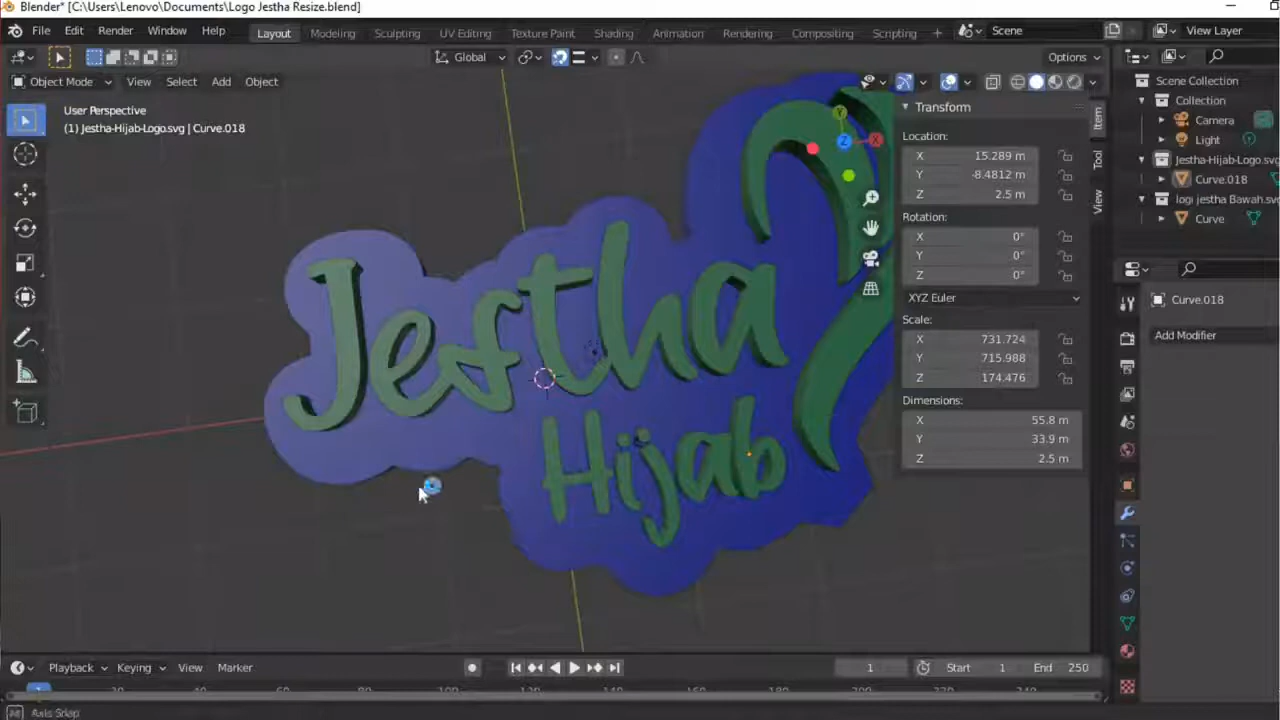 Blender* [C:\Users\Lenovo\Documents\Logo Jestha Resize.blend]
File Edit Render Window Help Layout Modeling Sculpting UV Editing Texture Paint Shading Animation Rendering Compositing Scripting + Scene View Layer
Global Options
Object Mode View Select Add Object
User Perspective
(1) Jestha-Hijab-Logo.svg | Curve.018
Transform
Location:
X 15.289 m
Y -8.4812 m
Z 2.5 m
Rotation:
X 0°
Y 0°
Z 0°
XYZ Euler
Scale:
X 731.724
Y 715.988
Z 174.476
Dimensions:
X 55.8 m
Y 33.9 m
Z 2.5 m
Item
Tool
View
Y
Z X
Jestha
Hijab
Scene Collection
Collection
Camera
Light
Jestha-Hijab-Logo.svg
Curve.018
logi jestha Bawah.svg
Curve
Curve.018
Add Modifier
Playback Keying View Marker 1 Start 1 End 250
1
Axis Snap